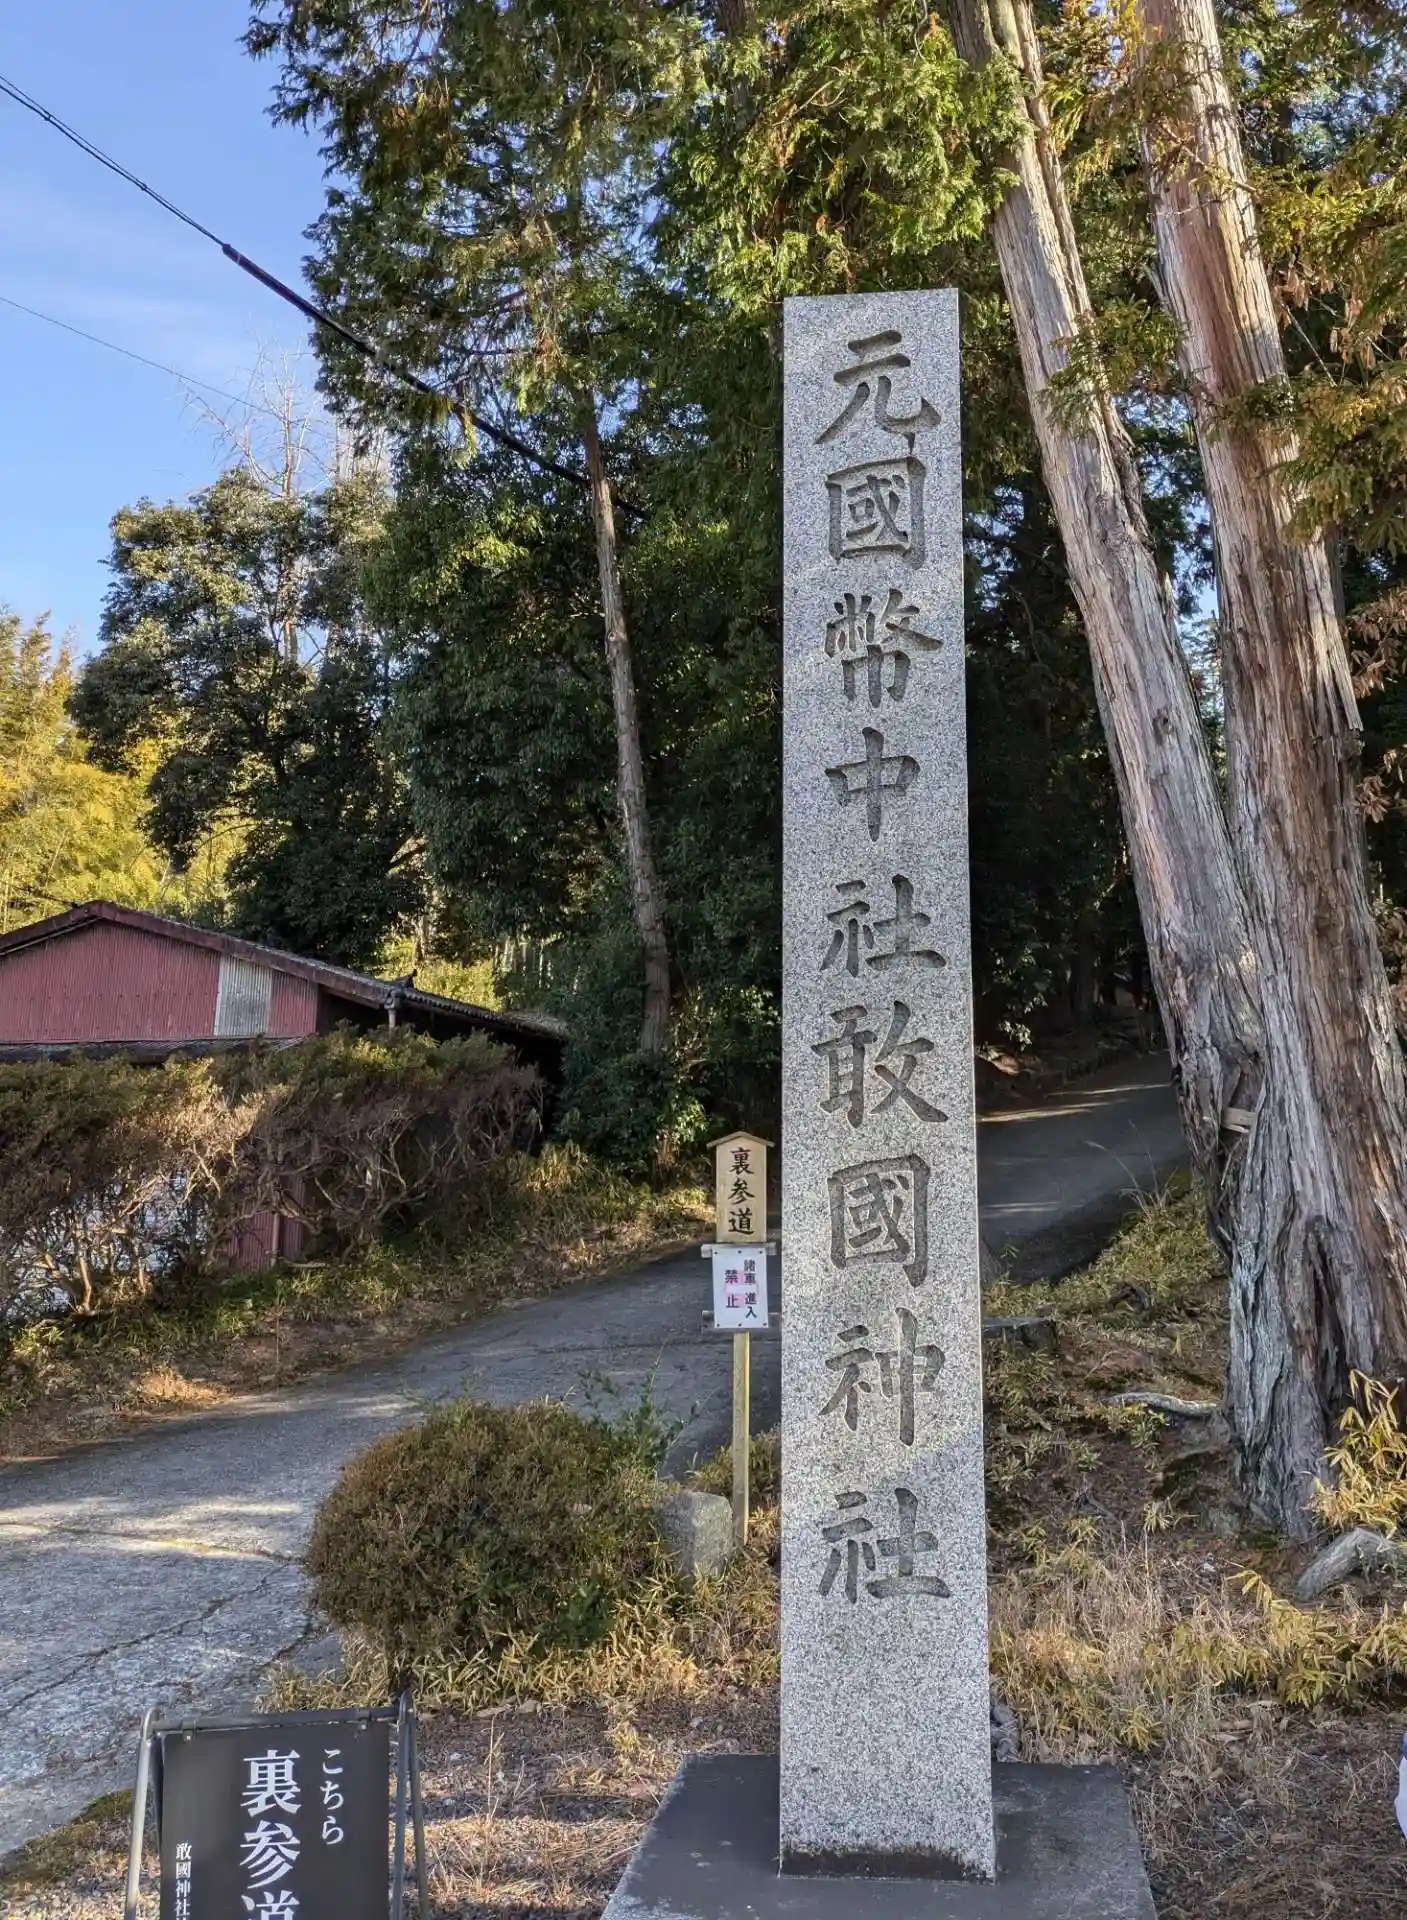 元國幣中社敢國神社
裏参道
諸車進入
禁止
こちら
裏参道
敢國神社